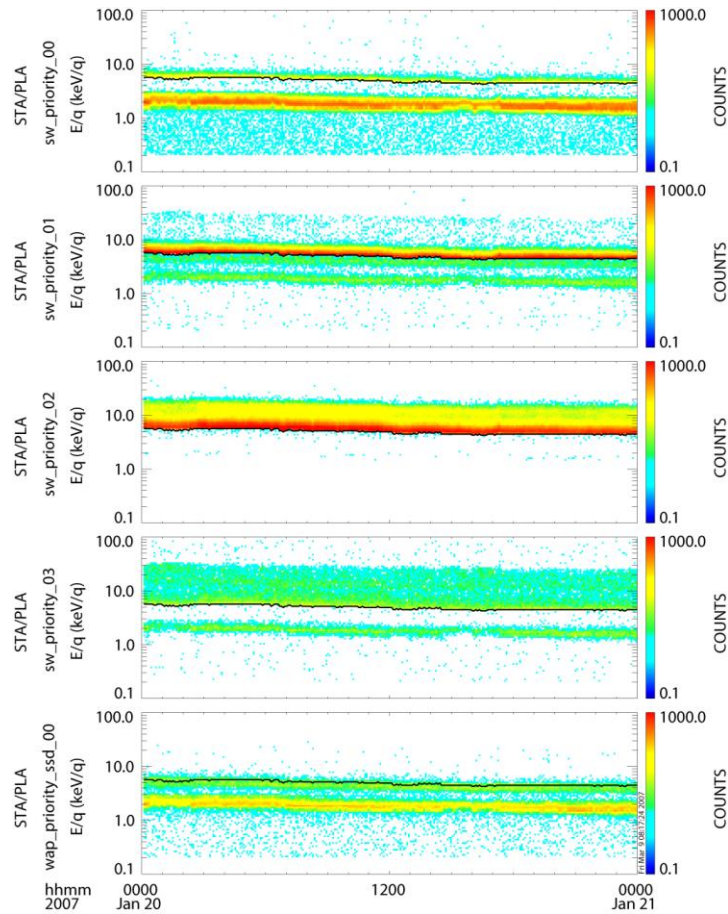 STA/PLA
sw_priority_00
E/q (keV/q)
100.0
10.0
1.0
0.1
1000.0
0.1
COUNTS
STA/PLA
sw_priority_01
E/q (keV/q)
100.0
10.0
1.0
0.1
1000.0
0.1
COUNTS
STA/PLA
sw_priority_02
E/q (keV/q)
100.0
10.0
1.0
0.1
1000.0
0.1
COUNTS
STA/PLA
sw_priority_03
E/q (keV/q)
100.0
10.0
1.0
0.1
1000.0
0.1
COUNTS
STA/PLA
wap_priority_ssd_00
E/q (keV/q)
100.0
10.0
1.0
0.1
1000.0
0.1
COUNTS
hhmm 0000 1200 0000
2007 Jan 20 Jan 21